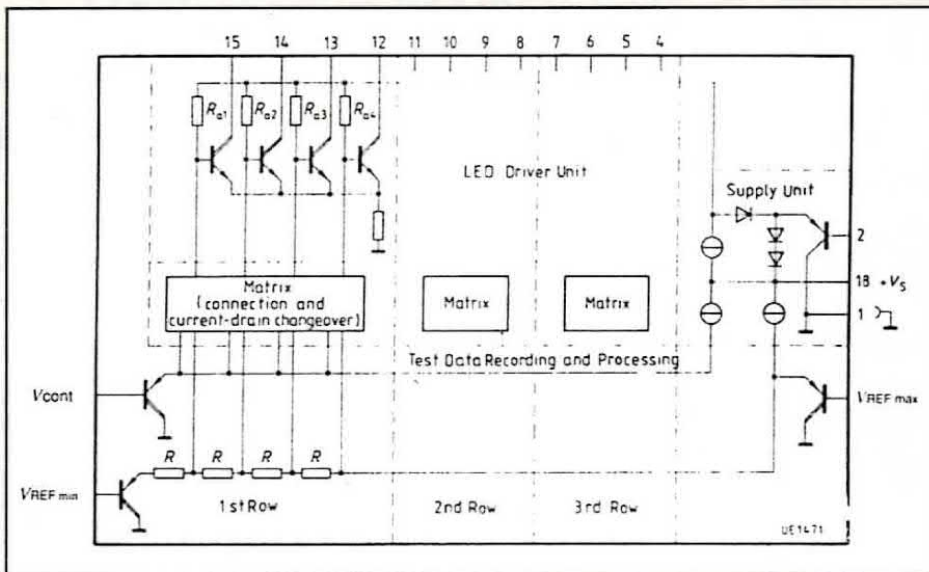 15 14 13 12 11 10 9 8 7 6 5 4
Ra1 Ra2 Ra3 Ra4
LED Driver Unit
Supply Unit
2
18 +VS
1
Matrix
(connection and
current-drain changeover)
Matrix
Matrix
Test Data Recording and Processing
Vcont
VREF max
R R R R
VREF min
1st Row
2nd Row
3rd Row
UE1471